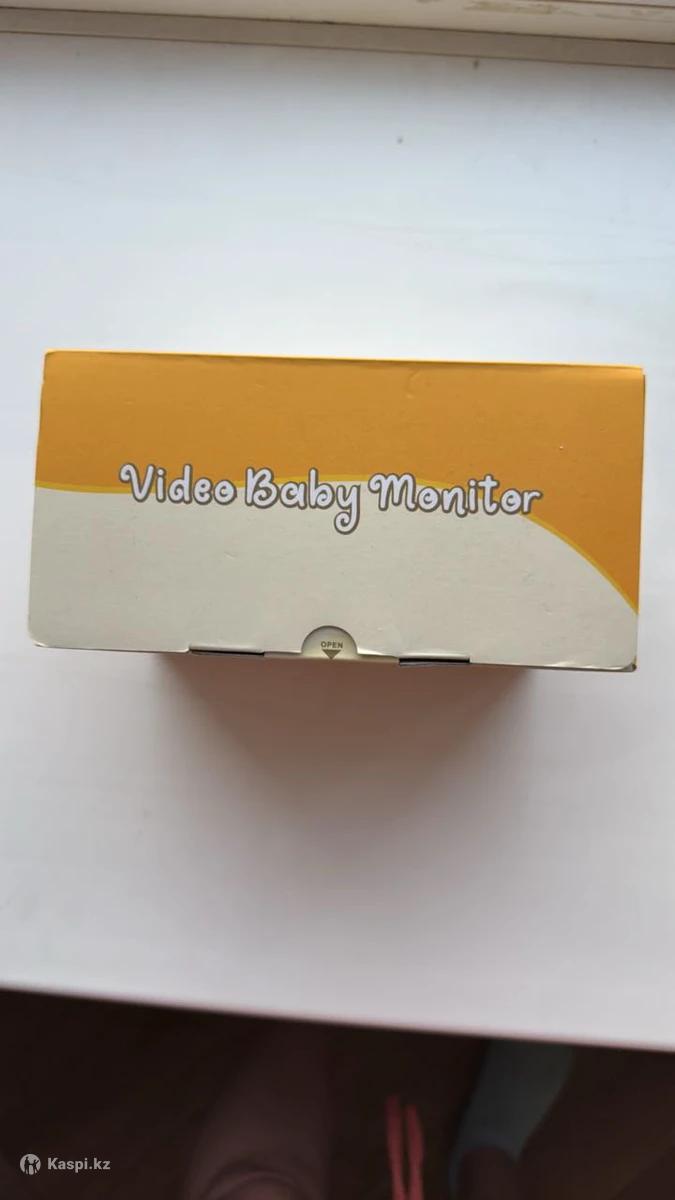 Video Baby Monitor
OPEN
Kaspi.kz